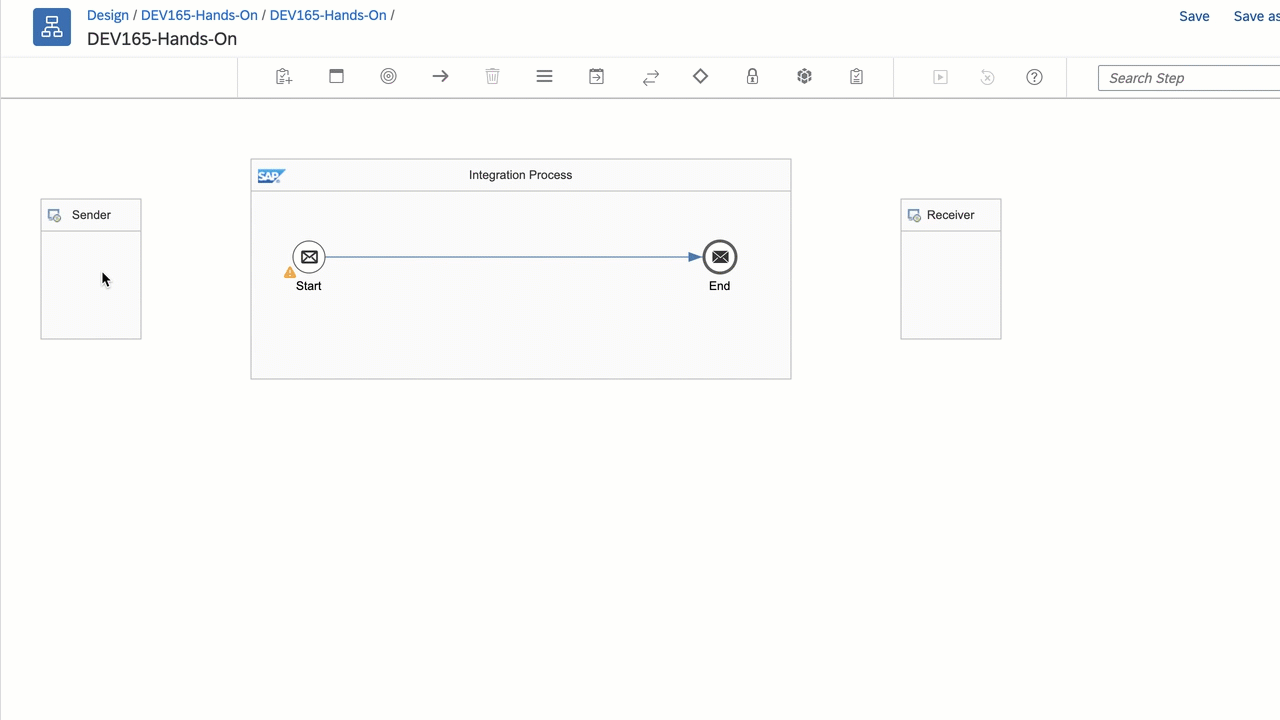 Design / DEV165-Hands-On / DEV165-Hands-On /
DEV165-Hands-On
Save
Save as
Search Step
SAP
Integration Process
Sender
Receiver
Start
End